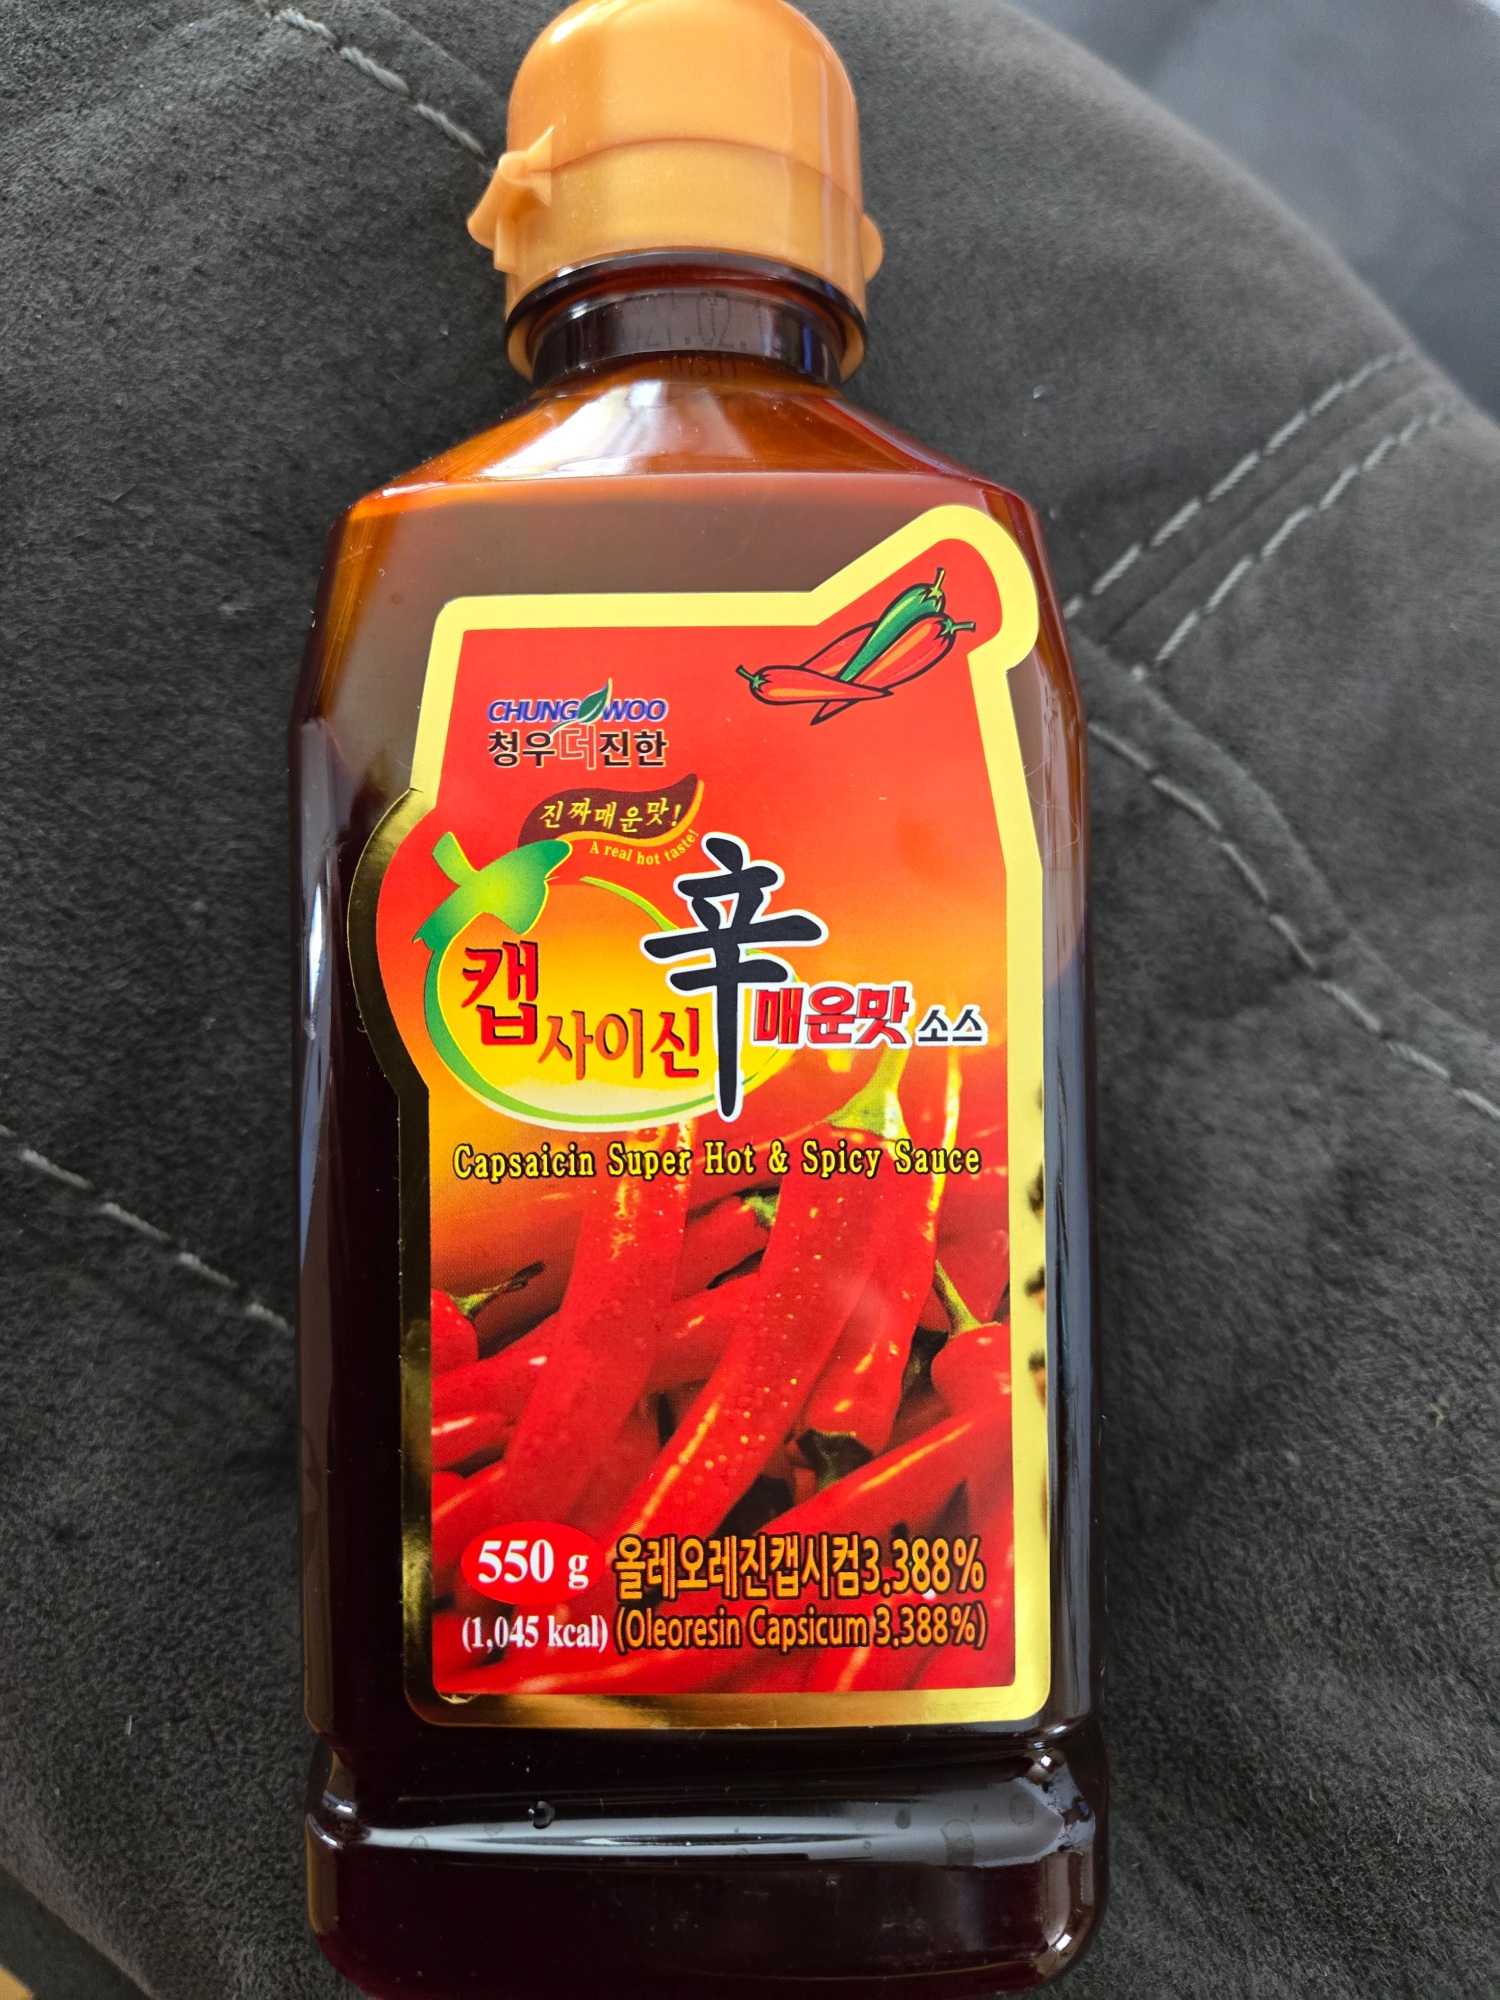 CHUNG WOO
청우더진한
진짜매운맛!
A real hot taste!
캡사이신 辛 매운맛 소스
Capsaicin Super Hot & Spicy Sauce
550 g
올레오레진캡시컴3.388%
(1,045 kcal)
(Oleoresin Capsicum 3.388%)